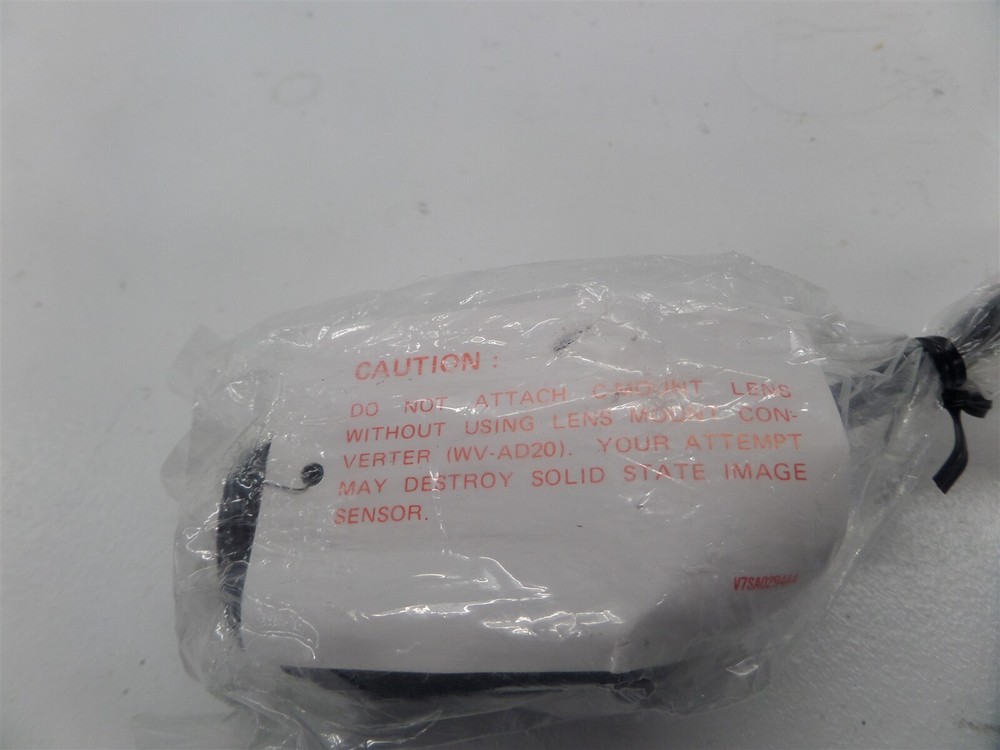 CAUTION :
DO NOT ATTACH C-MOUNT LENS
WITHOUT USING LENS MOUNT CON-
VERTER (WV-AD20). YOUR ATTEMPT
MAY DESTROY SOLID STATE IMAGE
SENSOR.